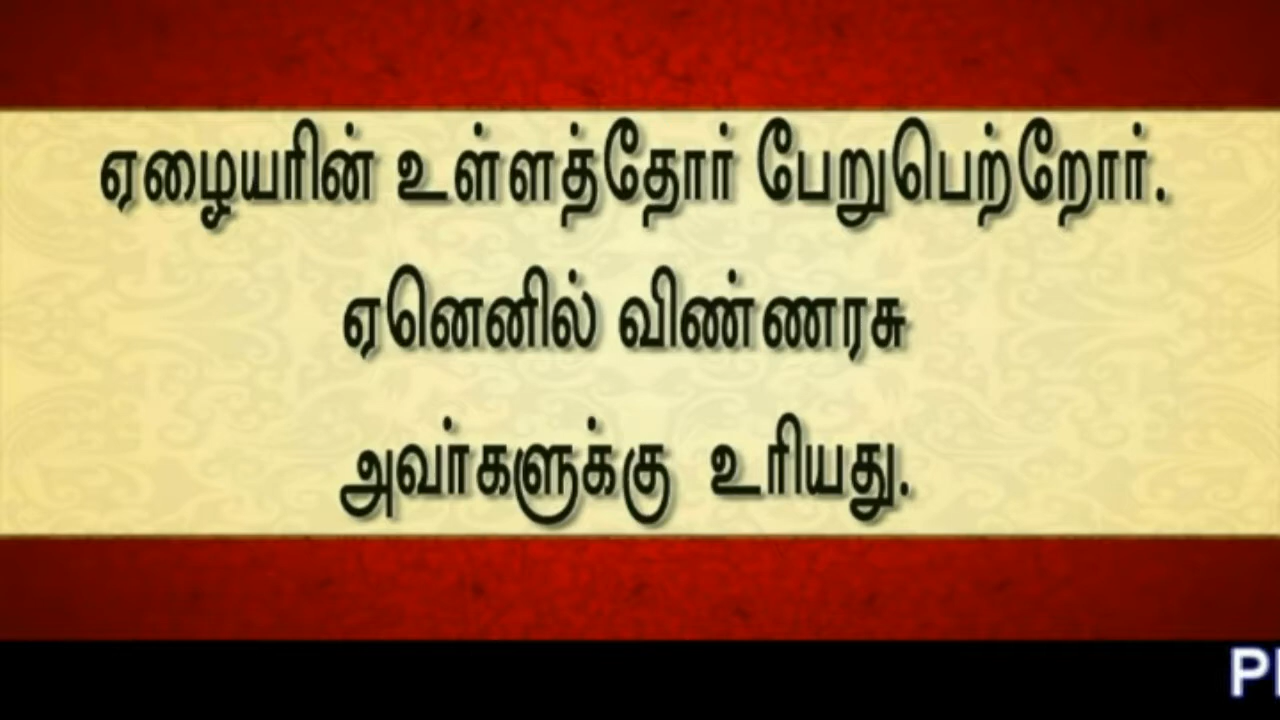 ஏழையரின் உள்ளத்தோர் பேறுபெற்றோர்.
ஏனெனில் விண்ணரசு
அவர்களுக்கு உரியது.